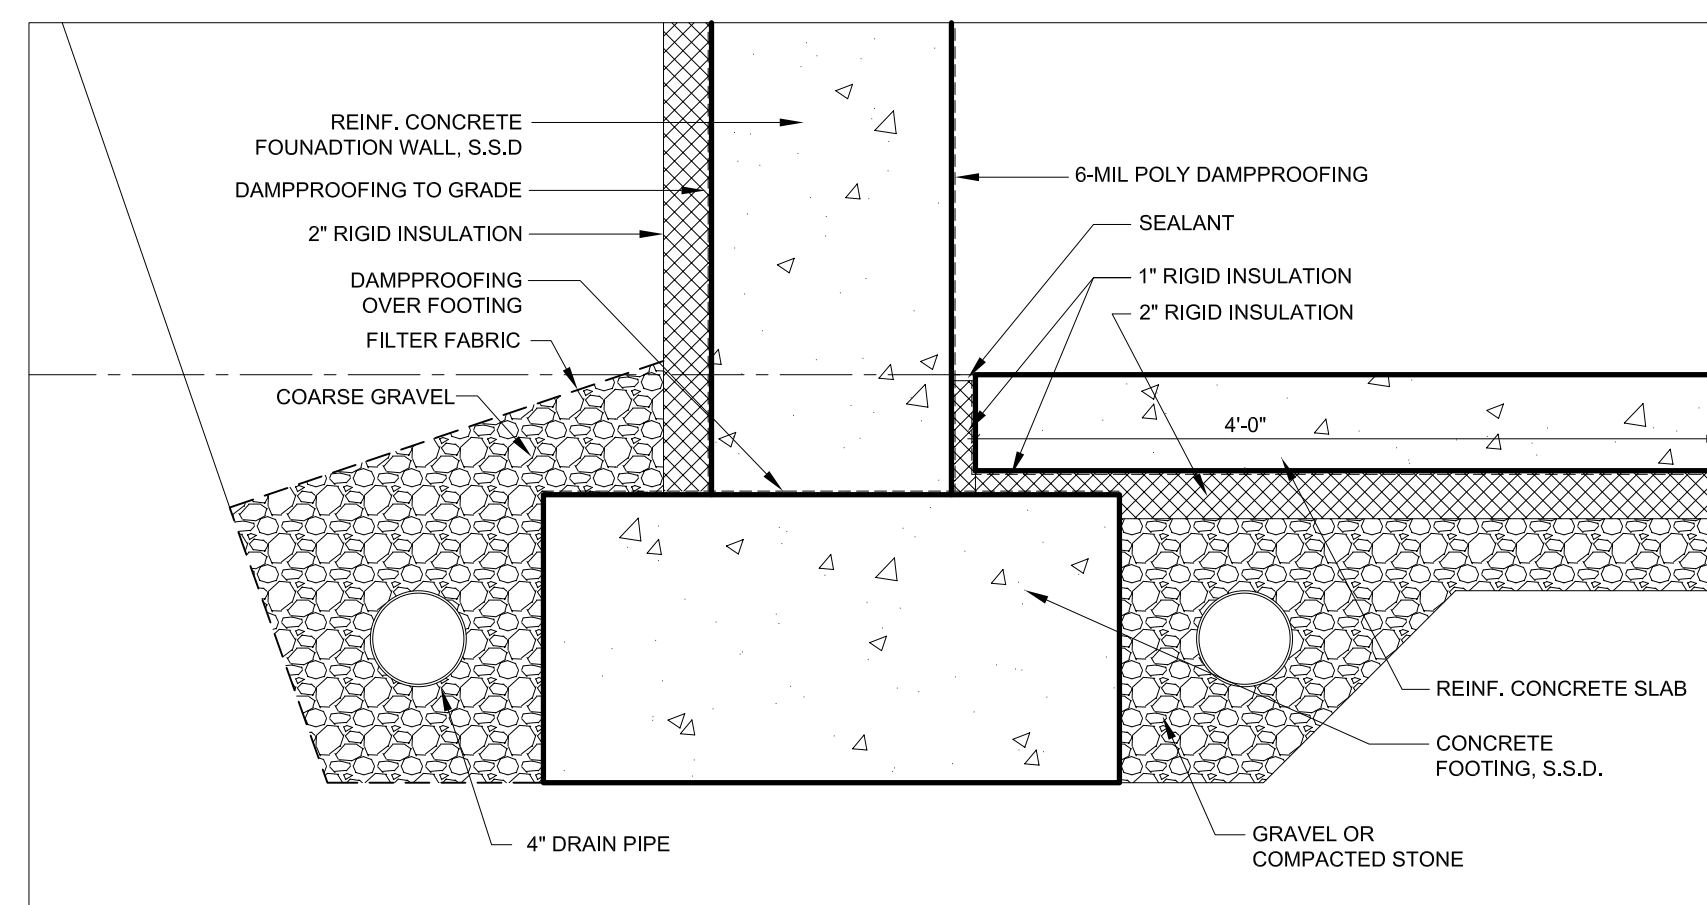 REINF. CONCRETE
FOUNADTION WALL, S.S.D
DAMPPROOFING TO GRADE
2" RIGID INSULATION
DAMPPROOFING
OVER FOOTING
FILTER FABRIC
COARSE GRAVEL
6-MIL POLY DAMPPROOFING
SEALANT
1" RIGID INSULATION
2" RIGID INSULATION
4'-0"
REINF. CONCRETE SLAB
CONCRETE
FOOTING, S.S.D.
GRAVEL OR
COMPACTED STONE
4" DRAIN PIPE